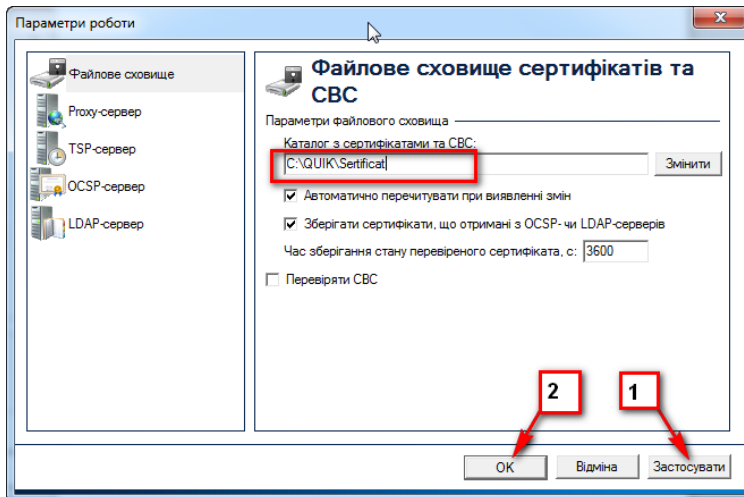 Параметри роботи
Файлове сховище
Proxy-сервер
TSP-сервер
OCSP-сервер
LDAP-сервер
Файлове сховище сертифікатів та
СВС
Параметри файлового сховища
Каталог з сертифікатами та СВС:
C:\QUIK\Sertificat
Змінити
Автоматично перечитувати при виявленні змін
Зберігати сертифікати, що отримані з OCSP- чи LDAP-серверів
Час зберігання стану перевіреного сертифіката, с: 3600
Перевіряти СВС
2 1
OK Відміна Застосувати